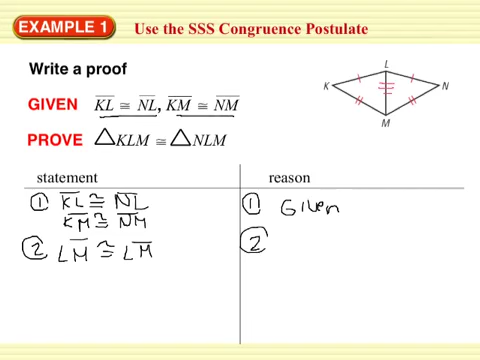 EXAMPLE 1 Use the SSS Congruence Postulate
Write a proof
GIVEN KL ≅ NL, KM ≅ NM
PROVE △KLM ≅ △NLM
L
K
N
M
statement reason
① KL ≅ NL ① Given
KM ≅ NM
② LM ≅ LM ②